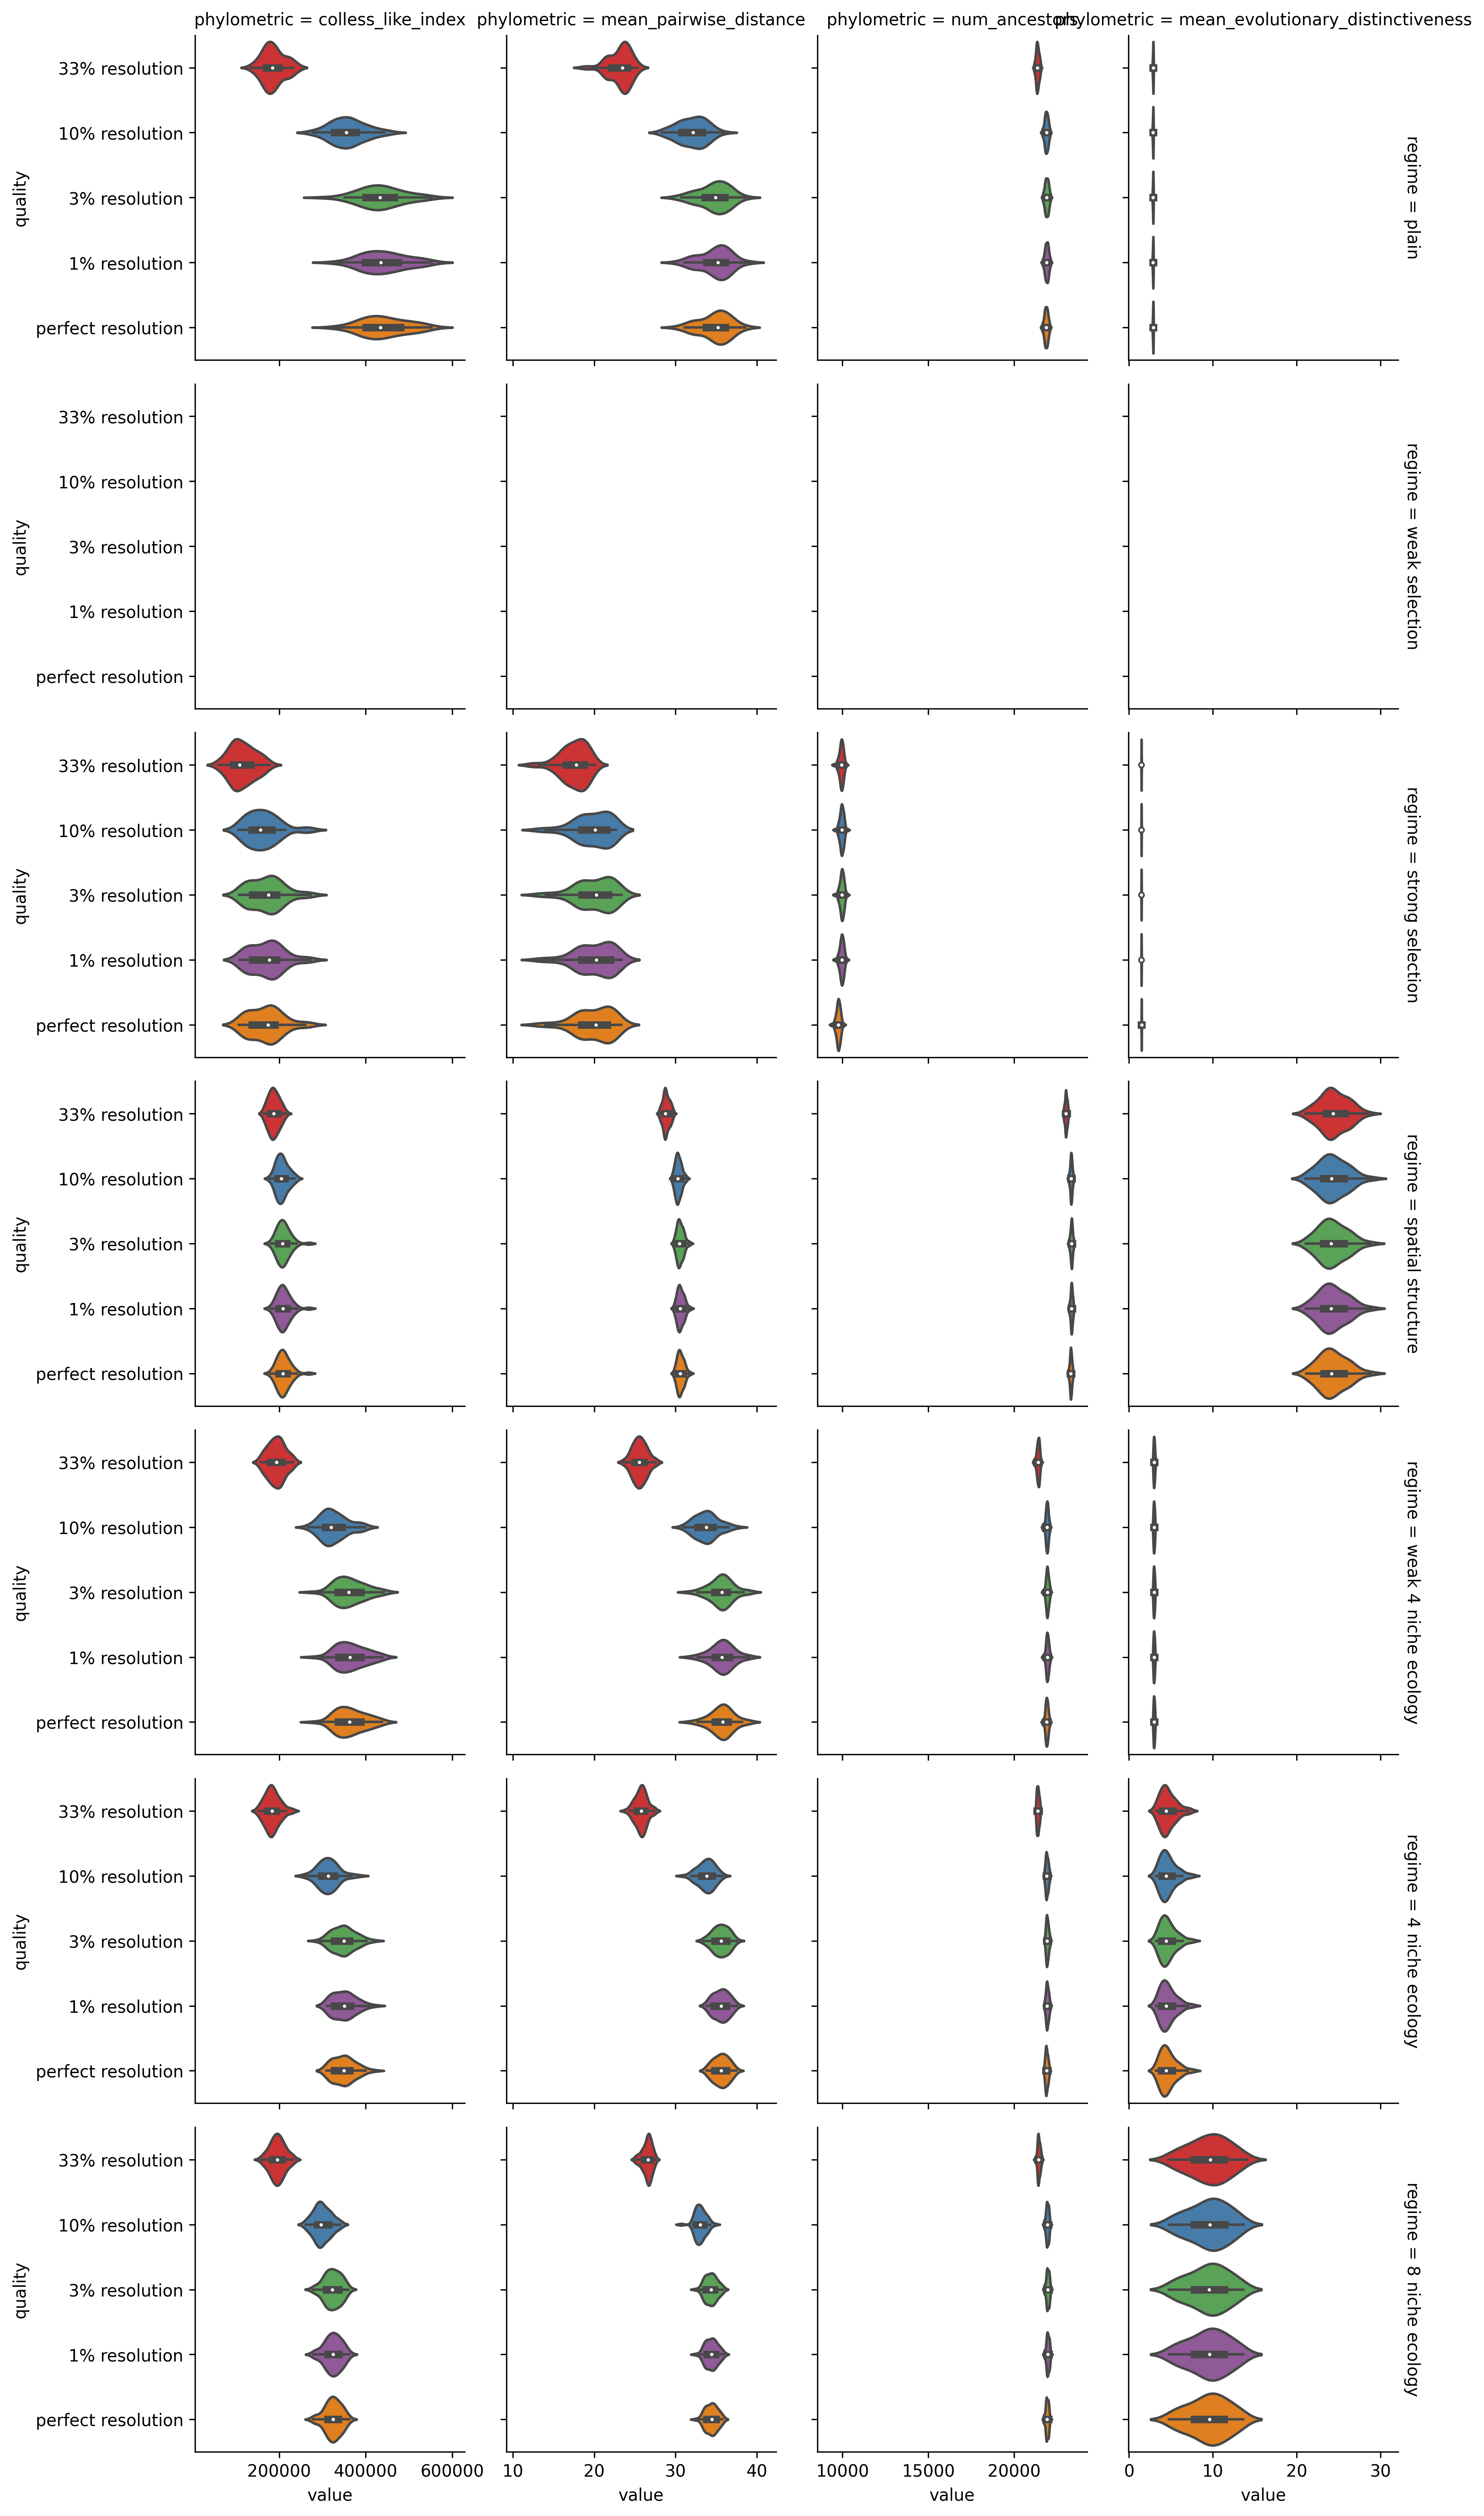 phylometric = colless_like_index
phylometric = mean_pairwise_distance
phylometric = num_ancestors
phylometric = mean_evolutionary_distinctiveness
quality
33% resolution
10% resolution
3% resolution
1% resolution
perfect resolution
regime = plain
quality
33% resolution
10% resolution
3% resolution
1% resolution
perfect resolution
regime = weak selection
quality
33% resolution
10% resolution
3% resolution
1% resolution
perfect resolution
regime = strong selection
quality
33% resolution
10% resolution
3% resolution
1% resolution
perfect resolution
regime = spatial structure
quality
33% resolution
10% resolution
3% resolution
1% resolution
perfect resolution
regime = weak 4 niche ecology
quality
33% resolution
10% resolution
3% resolution
1% resolution
perfect resolution
regime = 4 niche ecology
quality
33% resolution
10% resolution
3% resolution
1% resolution
perfect resolution
regime = 8 niche ecology
200000 400000 600000
value
10 20 30 40
value
10000 15000 20000
value
0 10 20 30
value